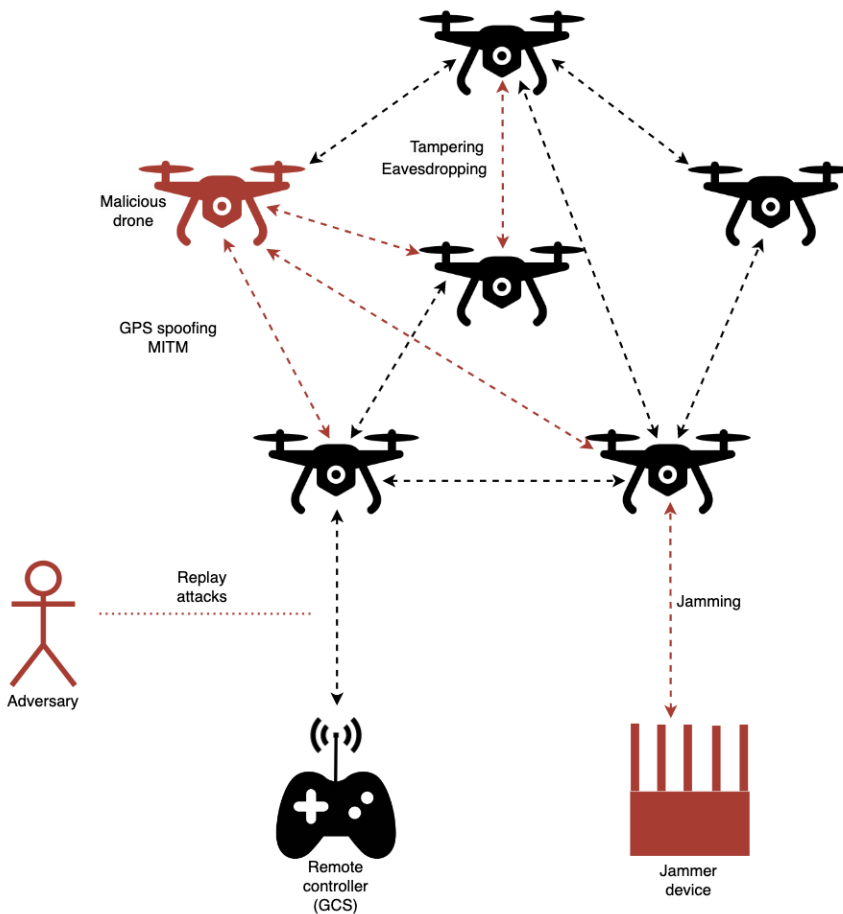 Tampering
Eavesdropping
Malicious
drone
GPS spoofing
MITM
Replay
attacks
Jamming
Adversary
Remote
controller
(GCS)
Jammer
device